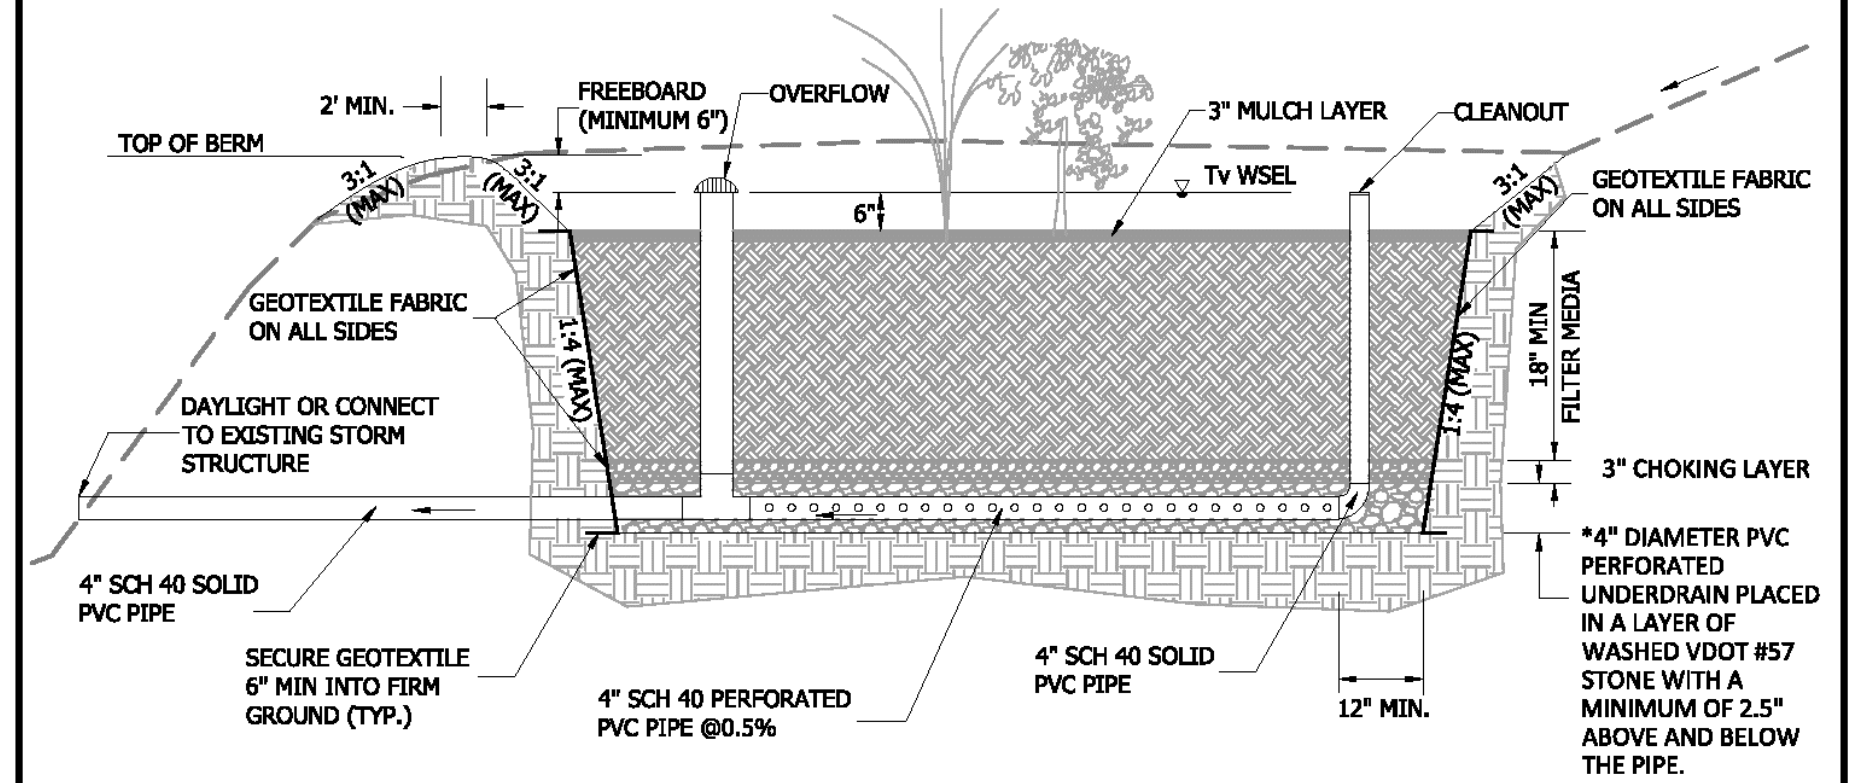 2' MIN.
FREEBOARD
(MINIMUM 6")
OVERFLOW
3" MULCH LAYER
CLEANOUT
TOP OF BERM
3:1
(MAX)
3:1
(MAX)
6"
Tv WSEL
3:1
(MAX)
GEOTEXTILE FABRIC
ON ALL SIDES
GEOTEXTILE FABRIC
ON ALL SIDES
1:4 (MAX)
1:4 (MAX)
18" MIN
FILTER MEDIA
DAYLIGHT OR CONNECT
TO EXISTING STORM
STRUCTURE
3" CHOKING LAYER
4" SCH 40 SOLID
PVC PIPE
SECURE GEOTEXTILE
6" MIN INTO FIRM
GROUND (TYP.)
4" SCH 40 PERFORATED
PVC PIPE @0.5%
4" SCH 40 SOLID
PVC PIPE
12" MIN.
*4" DIAMETER PVC
PERFORATED
UNDERDRAIN PLACED
IN A LAYER OF
WASHED VDOT #57
STONE WITH A
MINIMUM OF 2.5"
ABOVE AND BELOW
THE PIPE.